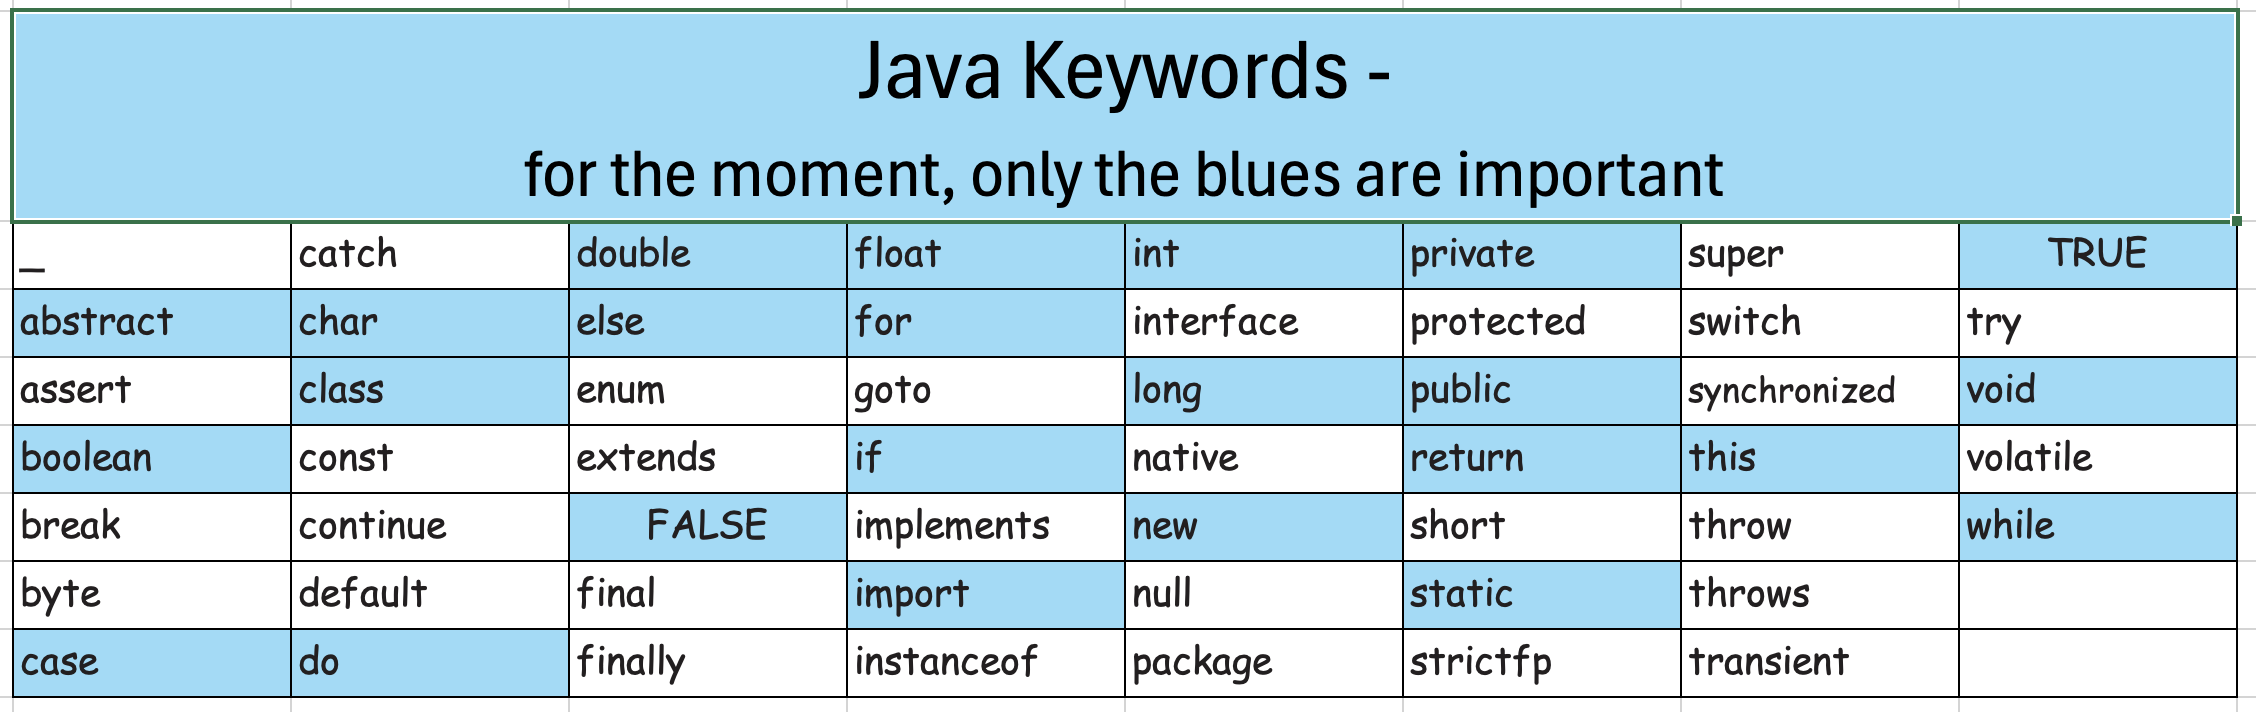 Java Keywords -
for the moment, only the blues are important
_ catch double float int private super TRUE
abstract char else for interface protected switch try
assert class enum goto long public synchronized void
boolean const extends if native return this volatile
break continue FALSE implements new short throw while
byte default final import null static throws
case do finally instanceof package strictfp transient